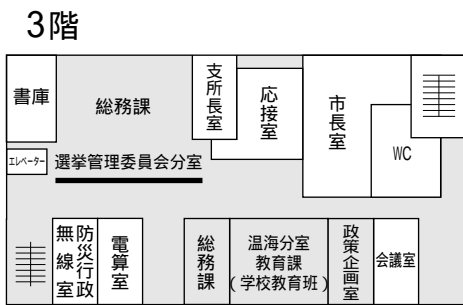 3階
書庫
総務課
支所長室
応接室
市長室
WC
エレベーター
選挙管理委員会分室
防災行政
無線室
電算室
総務課
温海分室
教育課
(学校教育班)
政策企画室
会議室